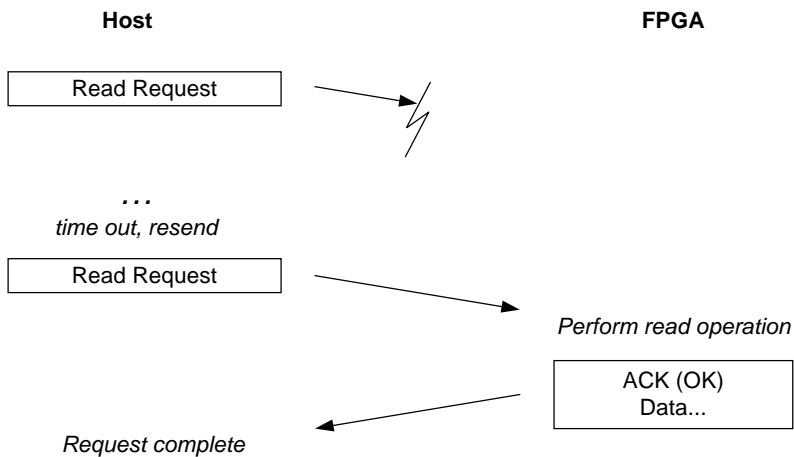 Host
FPGA
Read Request
...
time out, resend
Read Request
Perform read operation
ACK (OK)
Data...
Request complete